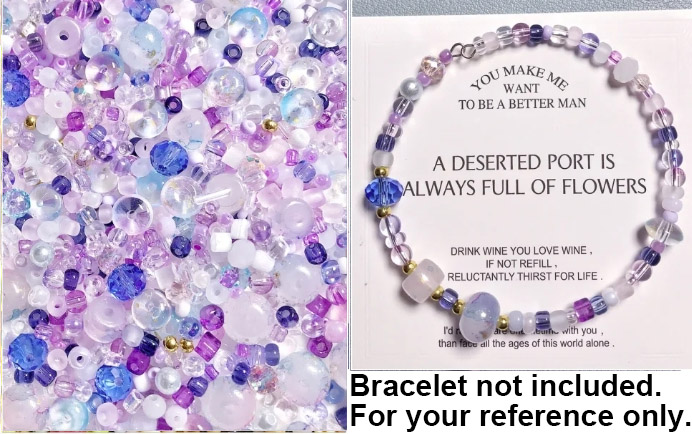 YOU MAKE ME
WANT
TO BE A BETTER MAN
A DESERTED PORT IS
ALWAYS FULL OF FLOWERS
DRINK WINE YOU LOVE WINE ,
IF NOT REFILL ,
RELUCTANTLY THIRST FOR LIFE .
I'd with you ,
than face all the ages of this world alone .
Bracelet not included.
For your reference only.